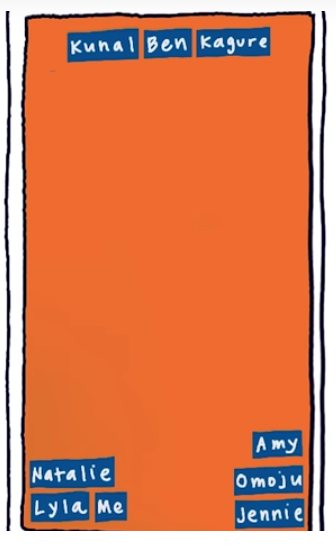 Kunal Ben Kagure
Natalie
Lyla Me
Amy
Omoju
Jennie